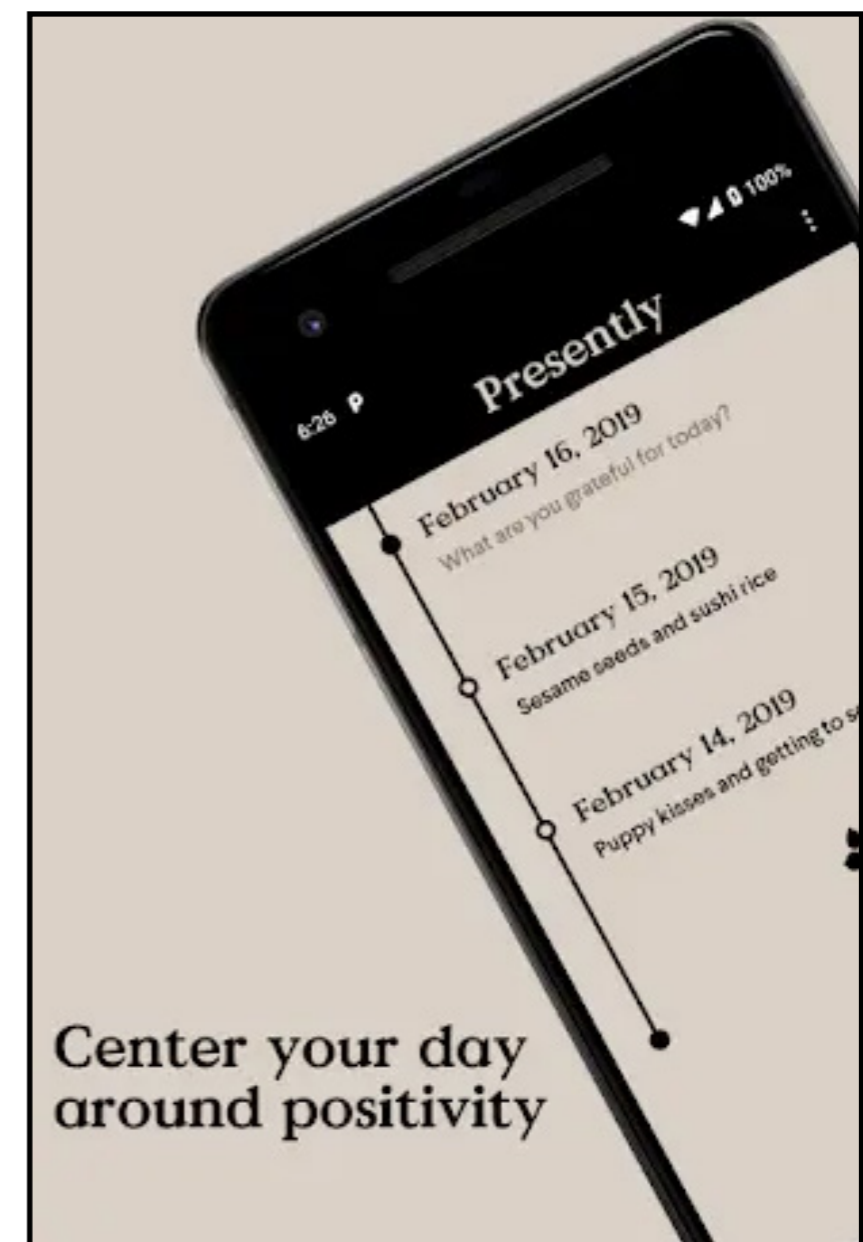 100%
6:26
Presently
February 16, 2019
What are you grateful for today?
February 15, 2019
Sesame seeds and sushi rice
February 14, 2019
Puppy kisses and getting to
Center your day
around positivity